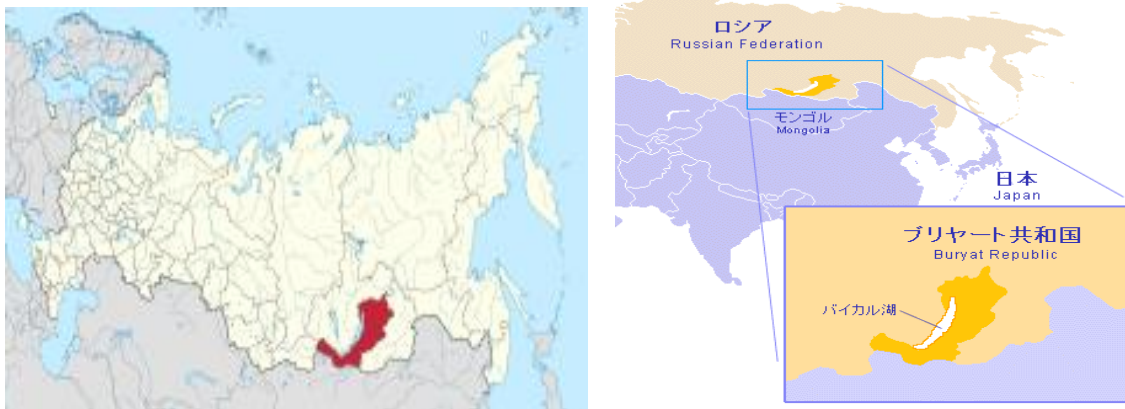 ロシア
Russian Federation
モンゴル
Mongolia
日本
Japan
ブリヤート共和国
Buryat Republic
バイカル湖